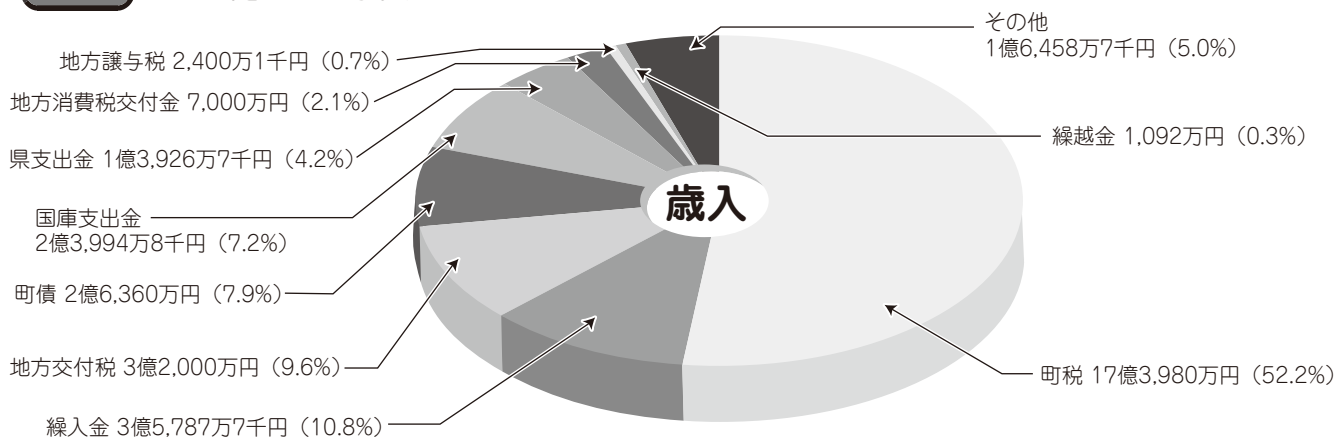 その他
1億6,458万7千円（5.0%）
地方譲与税 2,400万1千円（0.7%）
地方消費税交付金 7,000万円（2.1%）
繰越金 1,092万円（0.3%）
県支出金 1億3,926万7千円（4.2%）
歳入
国庫支出金
2億3,994万8千円（7.2%）
町債 2億6,360万円（7.9%）
地方交付税 3億2,000万円（9.6%）
町税 17億3,980万円（52.2%）
繰入金 3億5,787万7千円（10.8%）